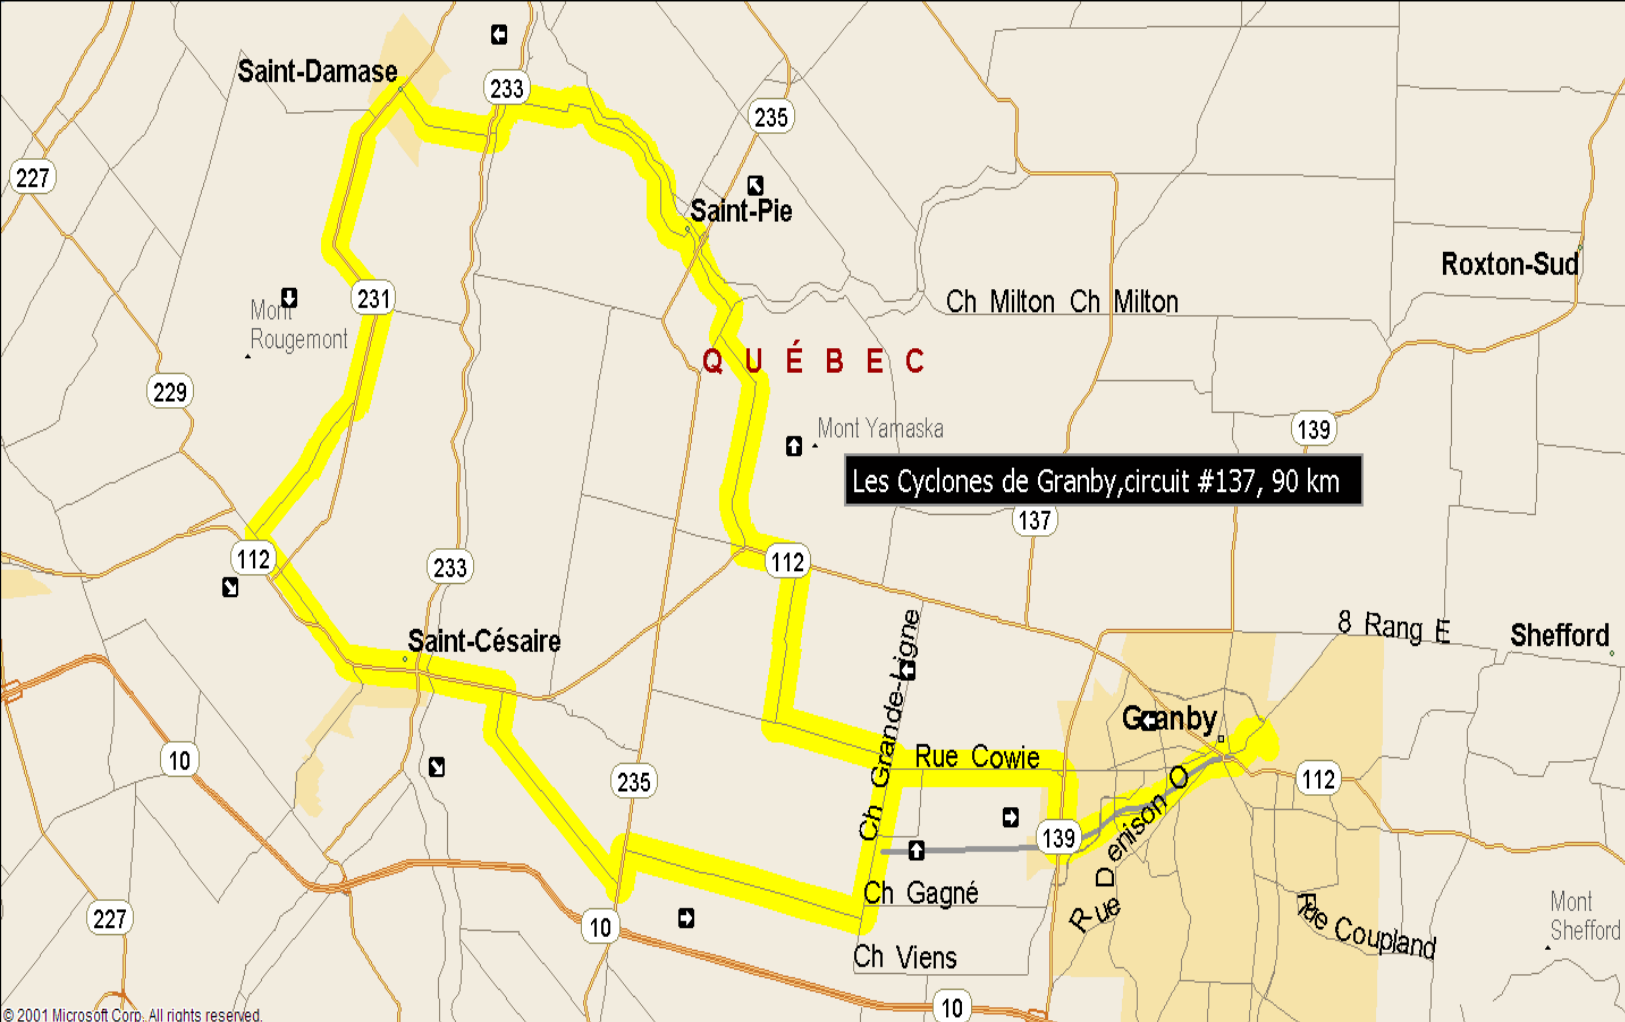 Saint-Damase
233
235
227
Saint-Pie
Roxton-Sud
231
Ch Milton Ch Milton
Mont
Rougemont
QUÉBEC
229
Mont Yamaska
139
Les Cyclones de Granby,circuit #137, 90 km
137
112
112
233
Ch Grande-Ligne
8 Rang E
Shefford
Saint-Césaire
Granby
Rue Cowie
10
235
112
139
Rue Denison O
Ch Gagné
227
10
Rue Coupland
Mont
Shefford
Ch Viens
10
© 2001 Microsoft Corp. All rights reserved.